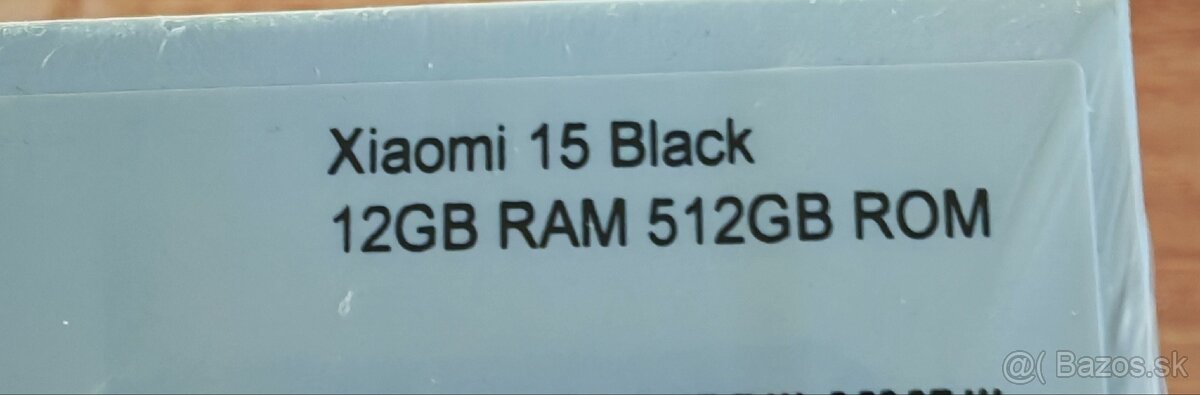 Xiaomi 15 Black
12GB RAM 512GB ROM
@( Bazos.sk